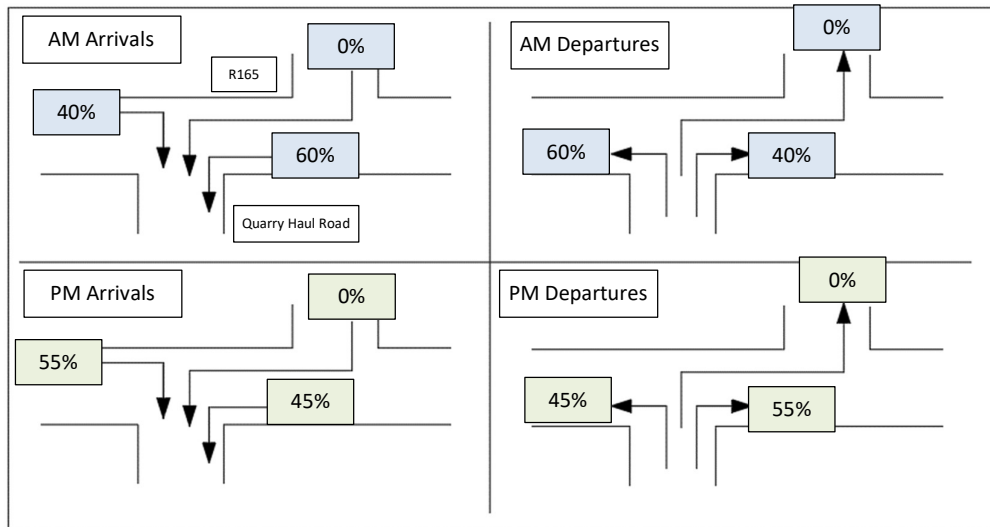 AM Arrivals
0%
R165
40%
60%
Quarry Haul Road
AM Departures
0%
60%
40%
PM Arrivals
0%
55%
45%
PM Departures
0%
45%
55%